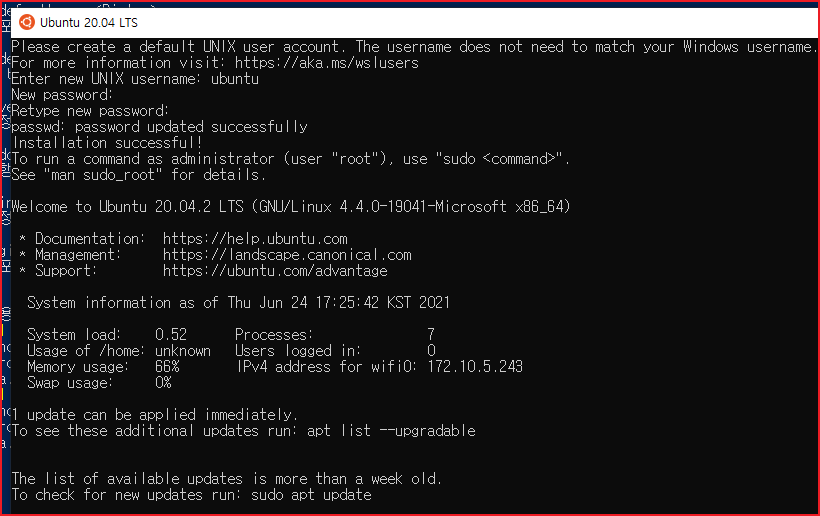 Ubuntu 20.04 LTS
Please create a default UNIX user account. The username does not need to match your Windows username.
For more information visit: https://aka.ms/wslusers
Enter new UNIX username: ubuntu
New password:
Retype new password:
passwd: password updated successfully
Installation successful!
To run a command as administrator (user "root"), use "sudo <command>".
See "man sudo_root" for details.
Welcome to Ubuntu 20.04.2 LTS (GNU/Linux 4.4.0-19041-Microsoft x86_64)
* Documentation: https://help.ubuntu.com
* Management: https://landscape.canonical.com
* Support: https://ubuntu.com/advantage
System information as of Thu Jun 24 17:25:42 KST 2021
System load: 0.52 Processes: 7
Usage of /home: unknown Users logged in: 0
Memory usage: 66% IPv4 address for wifi0: 172.10.5.243
Swap usage: 0%
1 update can be applied immediately.
To see these additional updates run: apt list --upgradable
The list of available updates is more than a week old.
To check for new updates run: sudo apt update